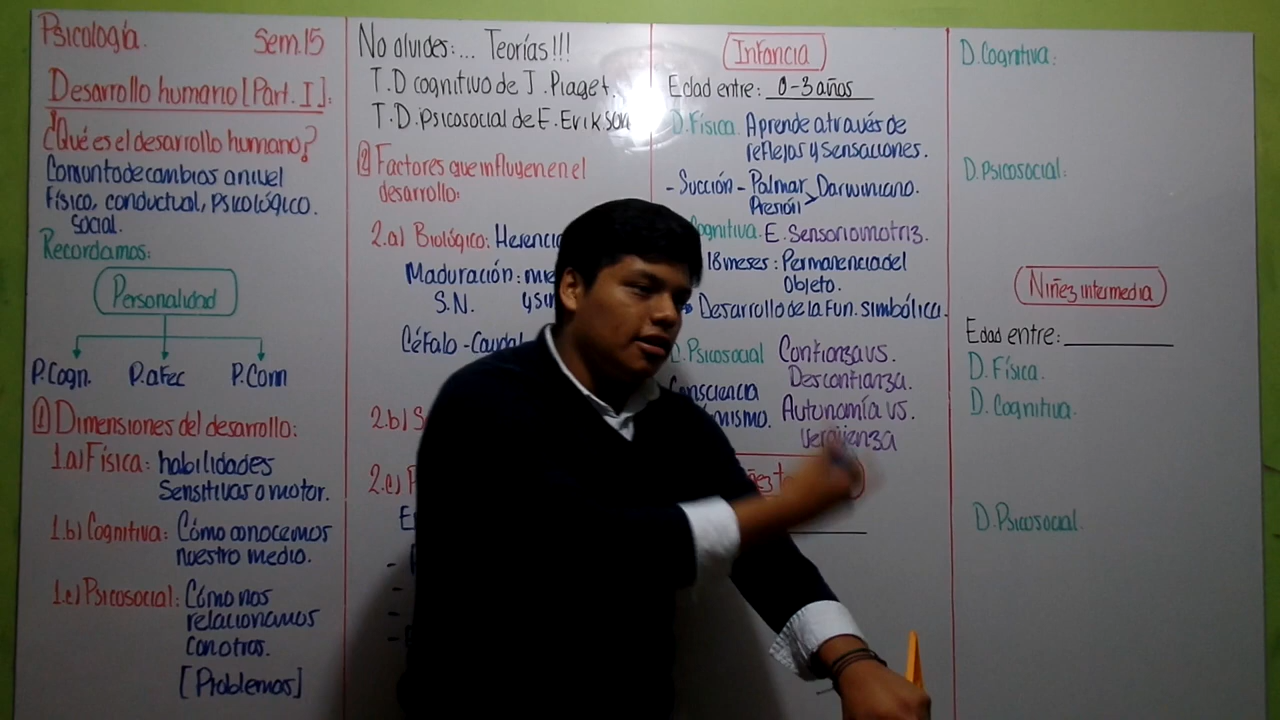 Psicología. Sem.15
Desarrollo humano [Part. I]:
¿Qué es el desarrollo humano?
Conjunto de cambios a nivel
Físico, conductual, psicológico.
social.
Recordamos:
Personalidad
P.Cogn. P.afec P.Conn
1 Dimensiones del desarrollo:
1.a) Física: habilidades
Sensitivas o motor.
1.b) Cognitiva: Cómo conocemos
nuestro medio.
1.c) Psicosocial: Cómo nos
relacionamos
con otros.
[Problemas]
No olvides:... Teorías!!!
T.D cognitivo de J. Piaget.
T.D. Psicosocial de E. Erikson
2 Factores que influyen en el
desarrollo:
2.a) Biológico: Herencia
Maduración:
S.N.
Céfalo - Caudal
2.b)
2.c)
Infancia
Edad entre: 0-3 años
D. Física. Aprende a través de
reflejos y sensaciones.
- Succión - Palmar > Darwiniano.
Presión
Cognitiva. E. Sensoriomotriz.
18 meses: Permanencia del
Objeto.
Desarrollo de la Fun. simbólica.
D. Psicosocial Confianza vs.
Desconfianza.
Consciencia Autonomía vs.
Vergüenza
D. Cognitiva:
D. Psicosocial:
Niñez intermedia
Edad entre:
D. Física.
D. Cognitiva.
D. Psicosocial.